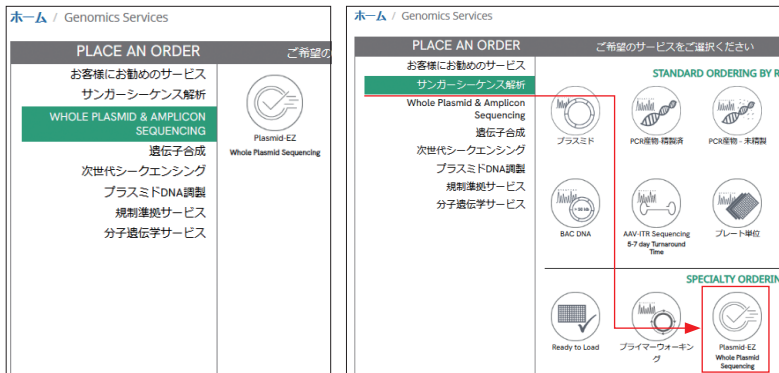 ホーム / Genomics Services
PLACE AN ORDER
ご希望の
お客様にお勧めのサービス
サンガーシーケンス解析
WHOLE PLASMID & AMPLICON
SEQUENCING
遺伝子合成
次世代シークエンシング
プラスミドDNA調製
規制準拠サービス
分子遺伝学サービス
Plasmid-EZ
Whole Plasmid Sequencing
ホーム / Genomics Services
PLACE AN ORDER
ご希望のサービスをご選択ください
お客様にお勧めのサービス
サンガーシーケンス解析
Whole Plasmid & Amplicon
Sequencing
遺伝子合成
次世代シークエンシング
プラスミドDNA調製
規制準拠サービス
分子遺伝学サービス
STANDARD ORDERING BY R
プラスミド
PCR産物-精製済
PCR産物 - 未精製
BAC DNA
AAV-ITR Sequencing
5-7 day Turnaround
Time
プレート単位
SPECIALTY ORDERIN
Ready to Load
プライマーウォーキン
グ
Plasmid-EZ
Whole Plasmid
Sequencing